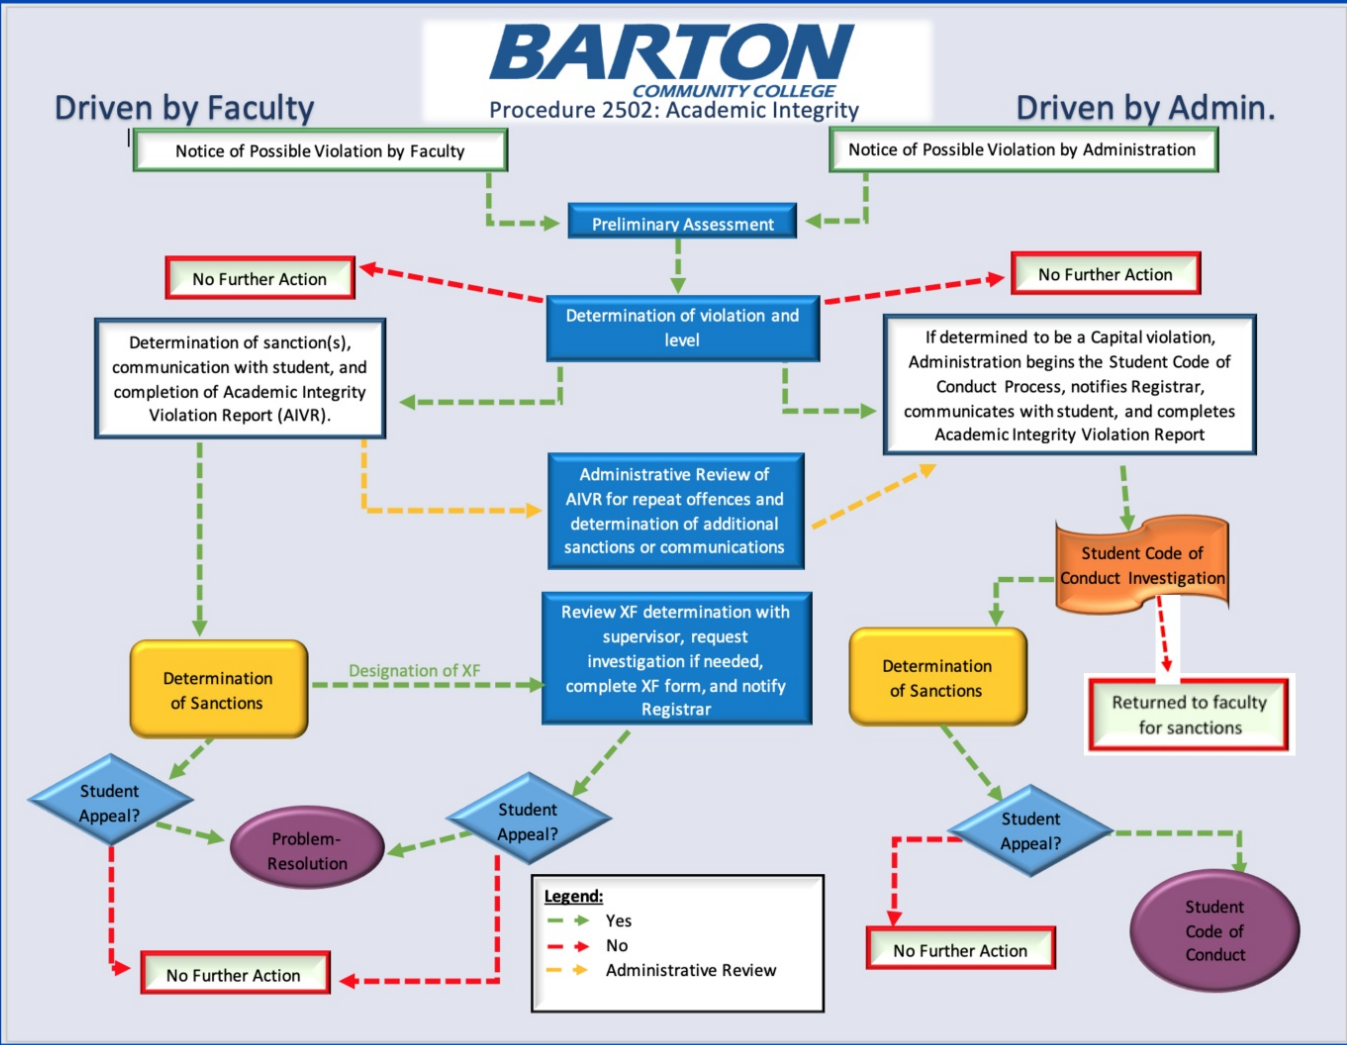 BARTON
COMMUNITY COLLEGE
Procedure 2502: Academic Integrity
Driven by Faculty
Driven by Admin.
Notice of Possible Violation by Faculty
Notice of Possible Violation by Administration
Preliminary Assessment
No Further Action
No Further Action
Determination of violation and
level
Determination of sanction(s),
communication with student, and
completion of Academic Integrity
Violation Report (AIVR).
If determined to be a Capital violation,
Administration begins the Student Code of
Conduct Process, notifies Registrar,
communicates with student, and completes
Academic Integrity Violation Report
Administrative Review of
AIVR for repeat offences and
determination of additional
sanctions or communications
Student Code of
Conduct Investigation
Review XF determination with
supervisor, request
investigation if needed,
complete XF form, and notify
Registrar
Determination
of Sanctions
Designation of XF
Determination
of Sanctions
Returned to faculty
for sanctions
Student
Appeal?
Problem-
Resolution
Student
Appeal?
Student
Appeal?
Legend:
Yes
No
Administrative Review
No Further Action
No Further Action
Student
Code of
Conduct